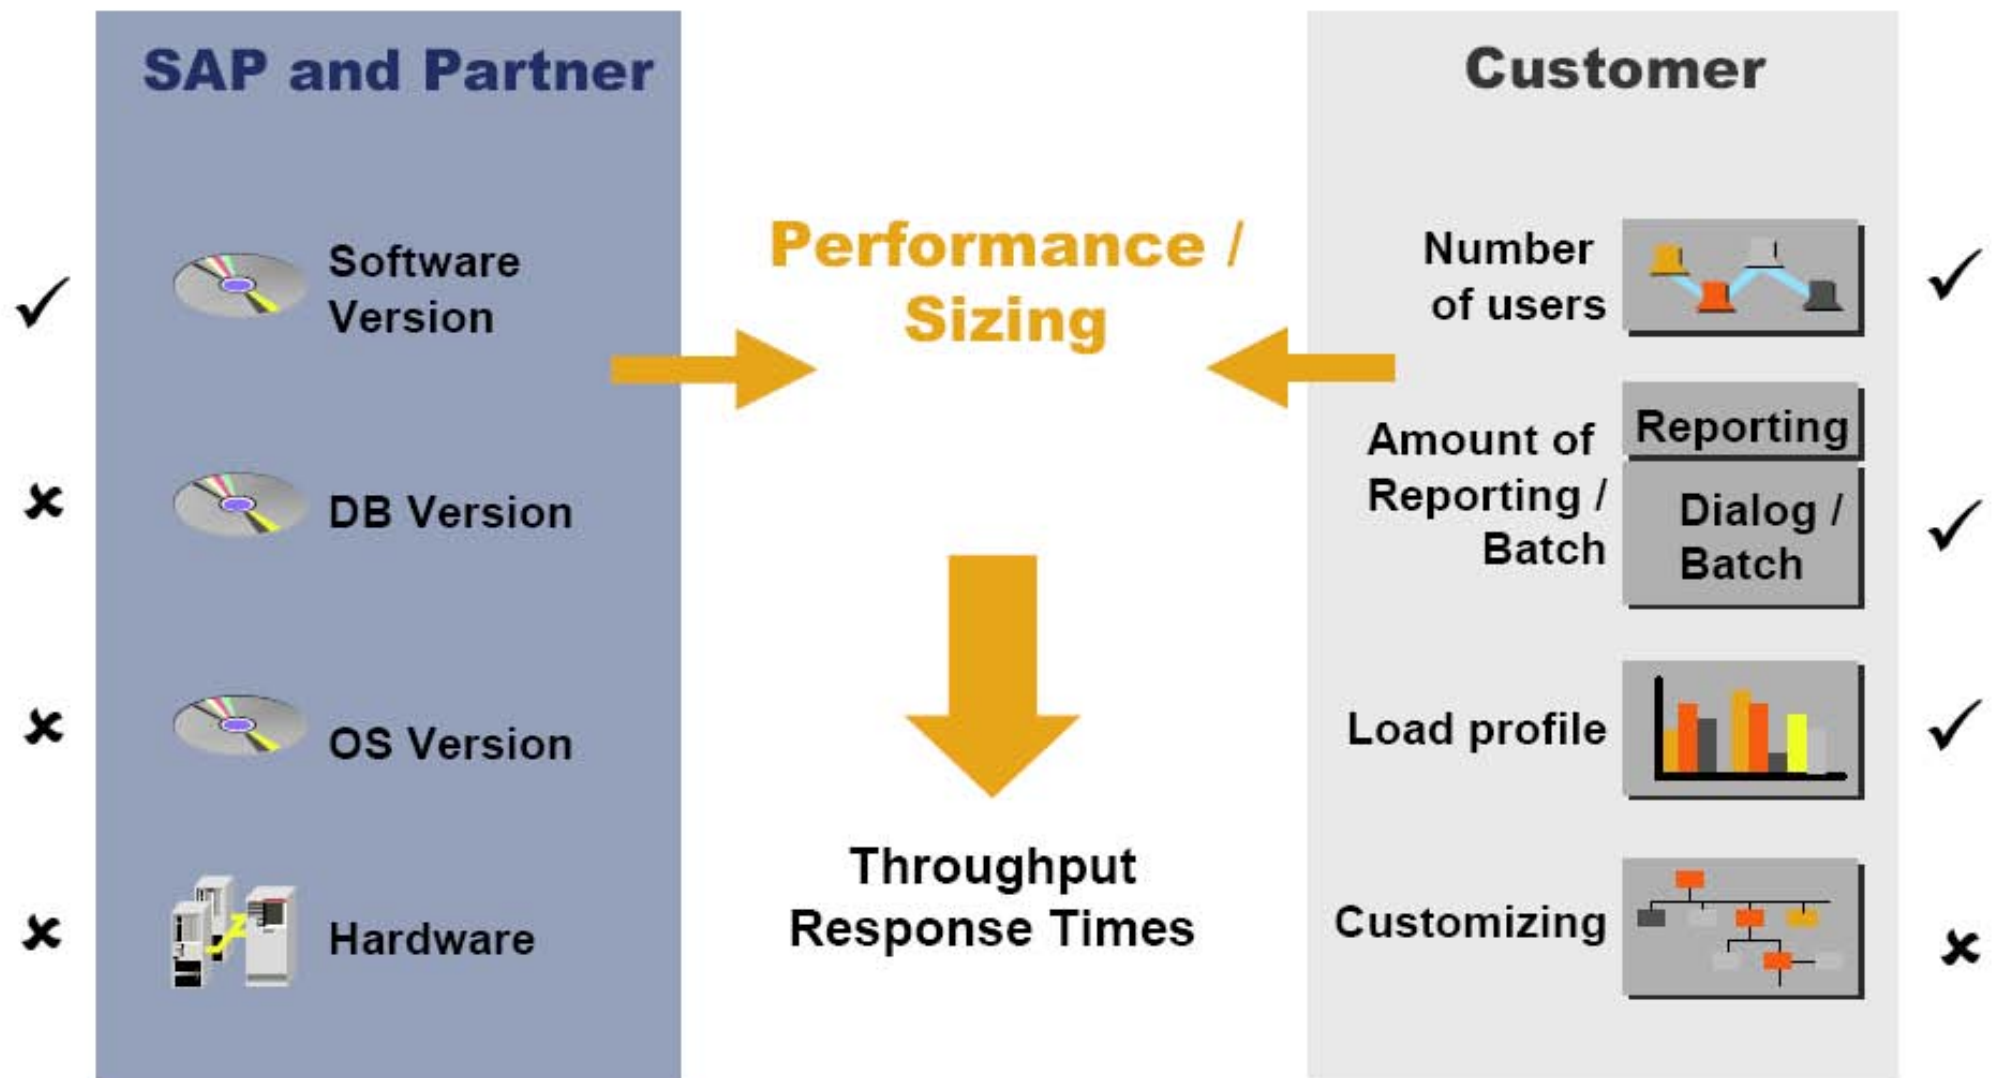 SAP and Partner
Software
Version
DB Version
OS Version
Hardware
Performance /
Sizing
Throughput
Response Times
Customer
Number
of users
Amount of
Reporting /
Batch
Reporting
Dialog /
Batch
Load profile
Customizing